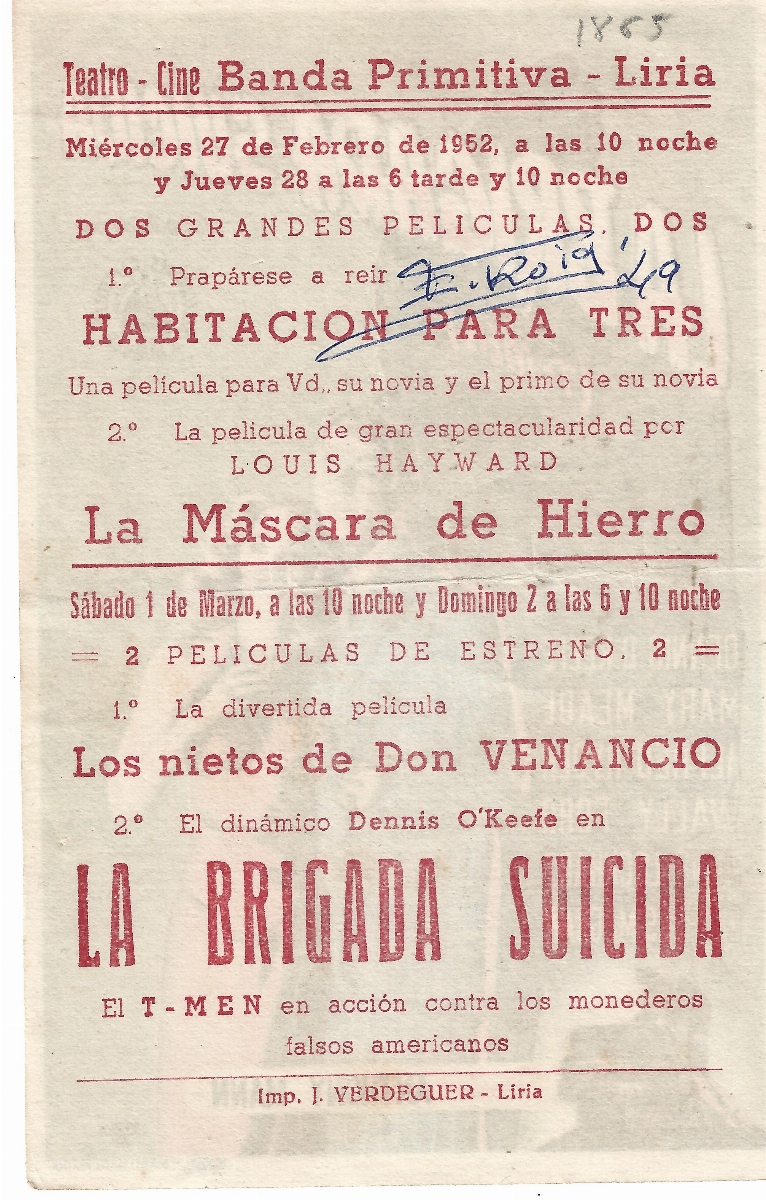 1865
Teatro - Cine Banda Primitiva - Liria
Miércoles 27 de Febrero de 1952, a las 10 noche
y Jueves 28 a las 6 tarde y 10 noche
DOS GRANDES PELICULAS, DOS
1.º Prapárese a reir
E. Roig '49
HABITACION PARA TRES
Una película para Vd,, su novia y el primo de su novia
2.º La pelicula de gran espectacularidad por
LOUIS HAYWARD
La Máscara de Hierro
Sábado 1 de Marzo, a las 10 noche y Domingo 2 a las 6 y 10 noche
= 2 PELICULAS DE ESTRENO, 2 =
1.º La divertida película
Los nietos de Don VENANCIO
2.º El dinámico Dennis O'Keefe en
LA BRIGADA SUICIDA
El T-MEN en acción contra los monederos
falsos americanos
Imp. J. VERDEGUER - Liria